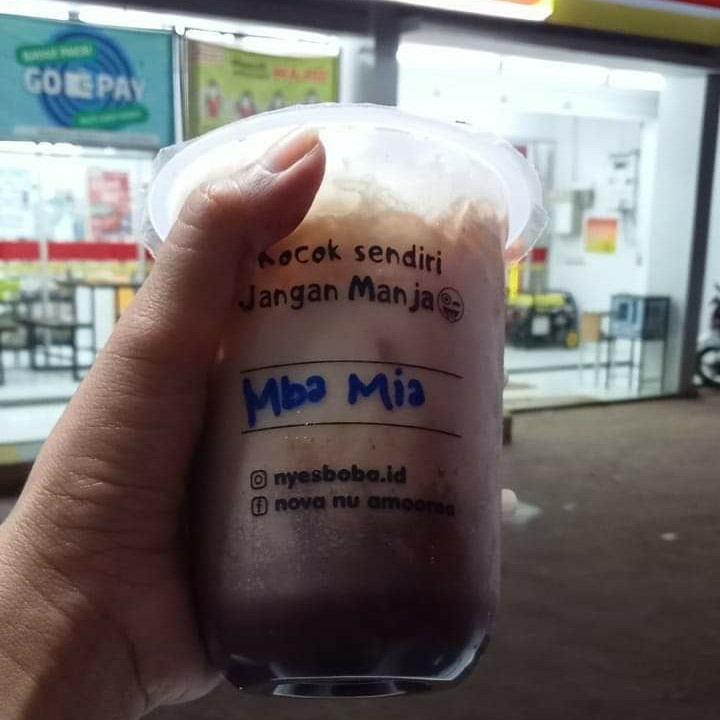 GO PAY
Kocok sendiri
Jangan Manja
Mba Mia
nyesboba.id
nova nu amoorea